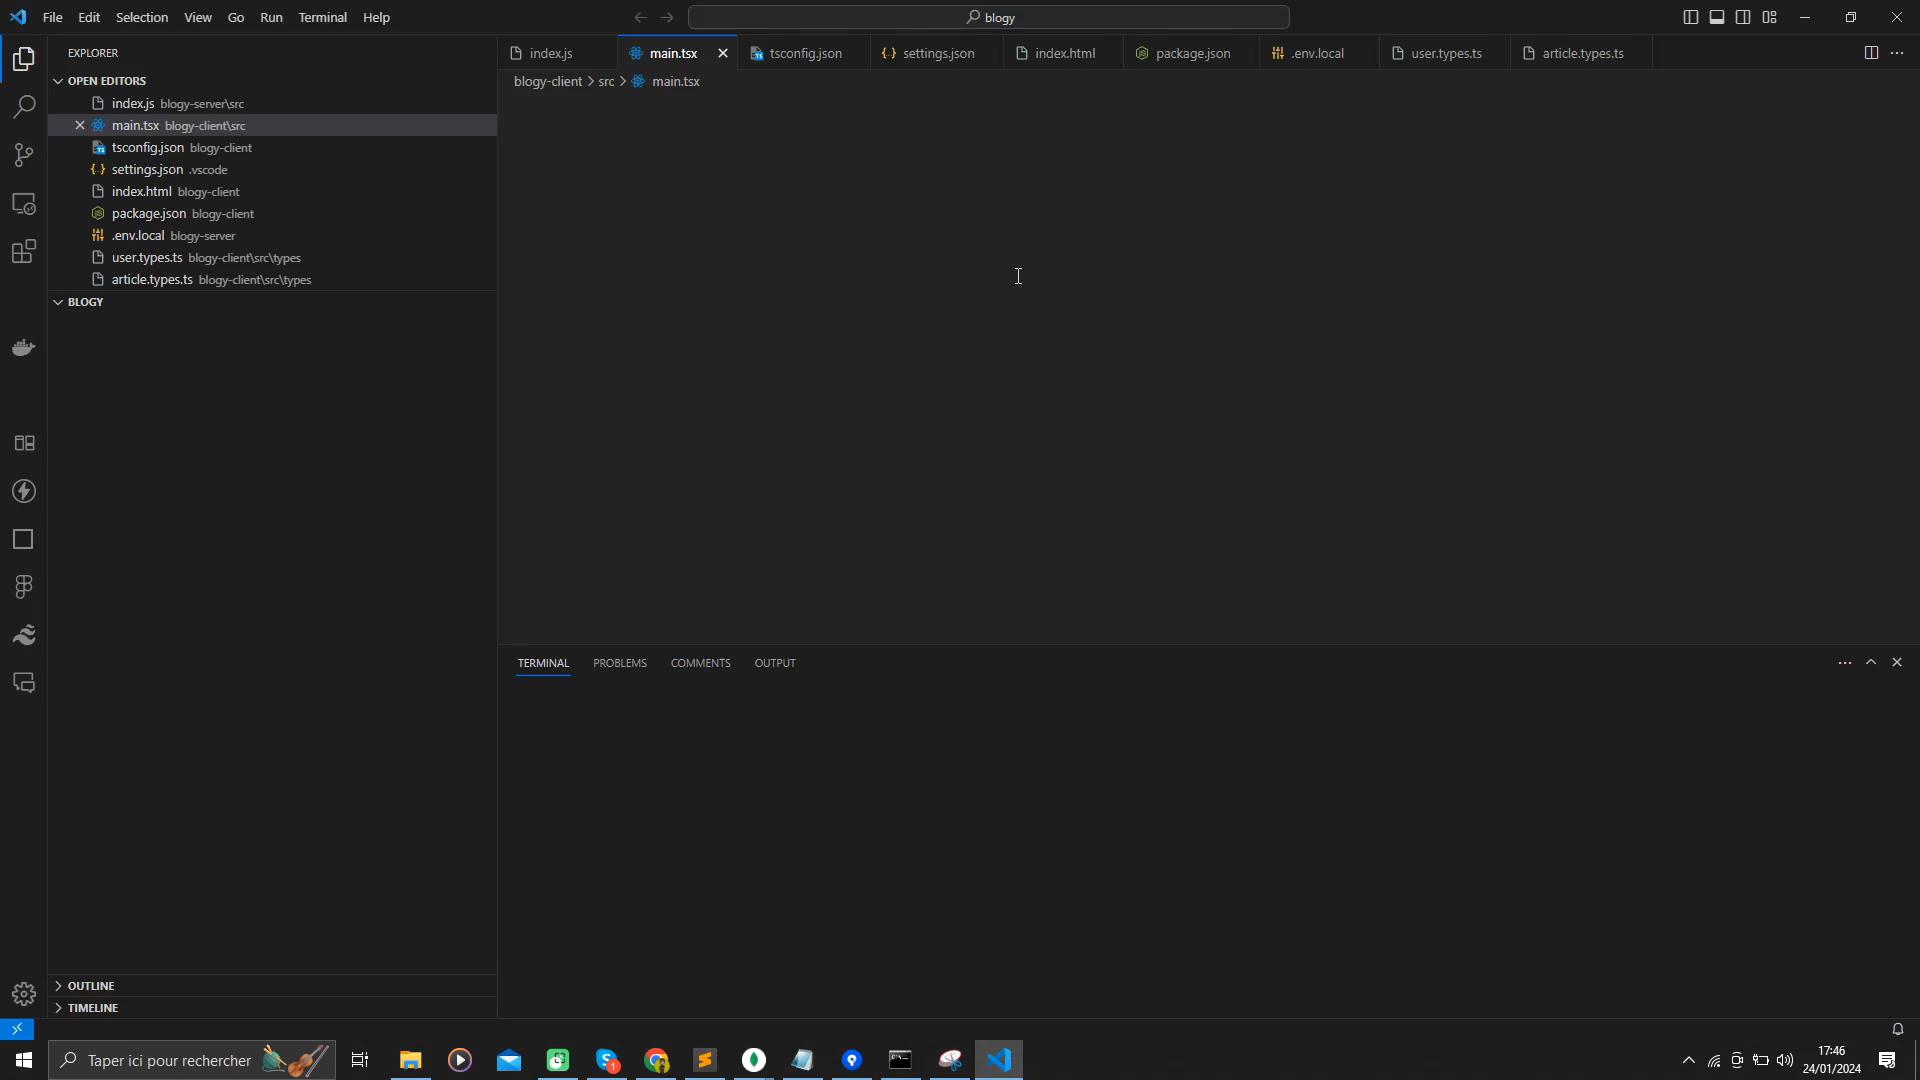 File Edit Selection View Go Run Terminal Help
blogy
EXPLORER
OPEN EDITORS
index.js blogy-server\src
main.tsx blogy-client\src
tsconfig.json blogy-client
settings.json .vscode
index.html blogy-client
package.json blogy-client
.env.local blogy-server
user.types.ts blogy-client\src\types
article.types.ts blogy-client\src\types
BLOGY
OUTLINE
TIMELINE
index.js main.tsx tsconfig.json settings.json index.html package.json .env.local user.types.ts article.types.ts
blogy-client > src > main.tsx
TERMINAL PROBLEMS COMMENTS OUTPUT
Taper ici pour rechercher
17:46
24/01/2024